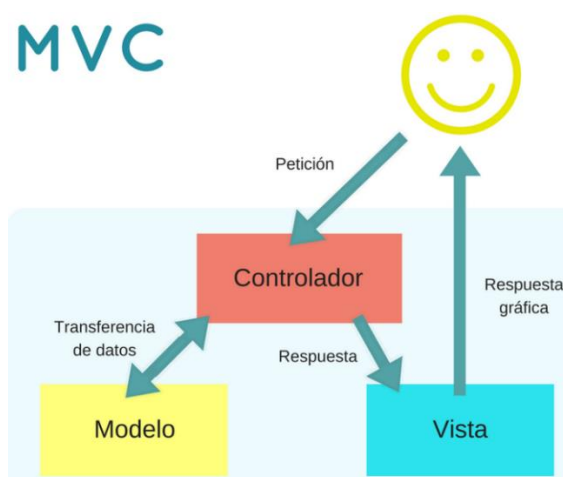 MVC
Petición
Controlador
Transferencia
de datos
Respuesta
Respuesta
gráfica
Modelo
Vista